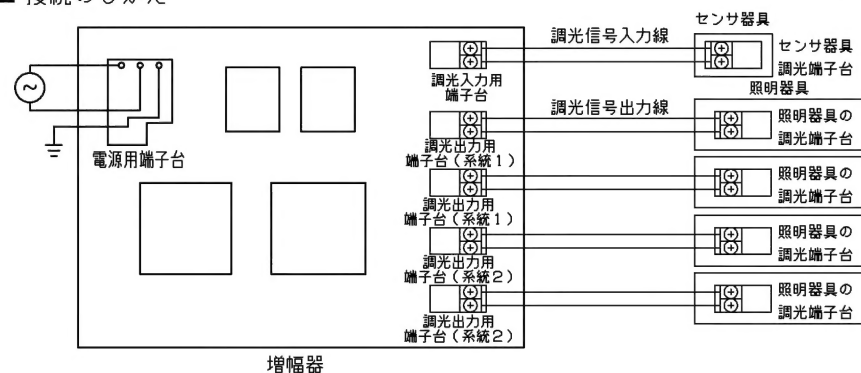 センサ器具
調光信号入力線
センサ器具
調光端子台
調光入力用
端子台
照明器具
調光信号出力線
照明器具の
調光端子台
電源用端子台
調光出力用
端子台(系統1)
照明器具の
調光端子台
調光出力用
端子台(系統1)
照明器具の
調光端子台
調光出力用
端子台(系統2)
照明器具の
調光端子台
調光出力用
端子台(系統2)
増幅器